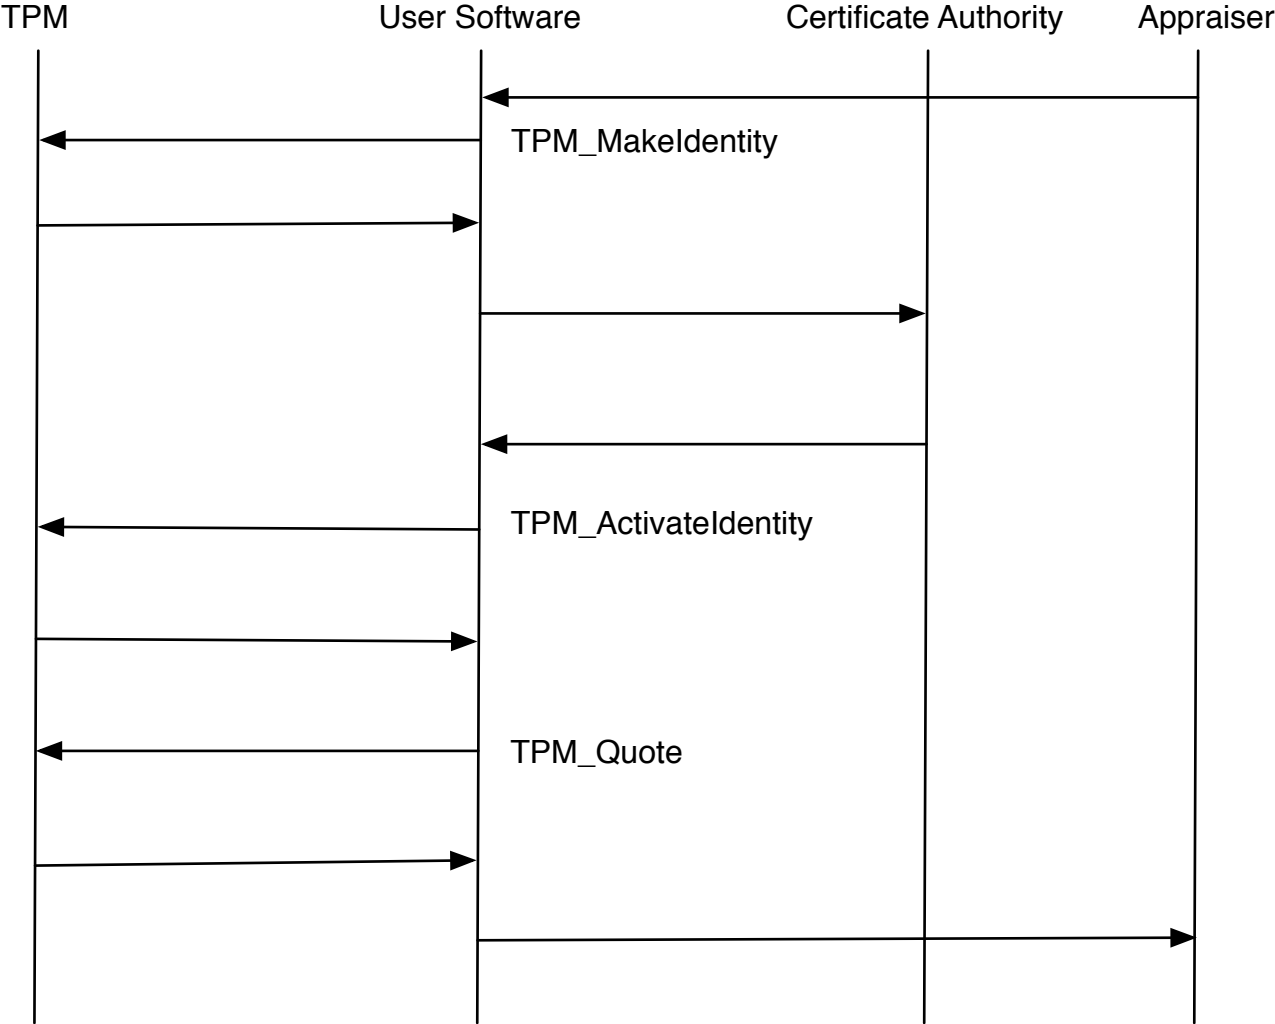 TPM
User Software
Certificate Authority
Appraiser
TPM_MakeIdentity
TPM_ActivateIdentity
TPM_Quote